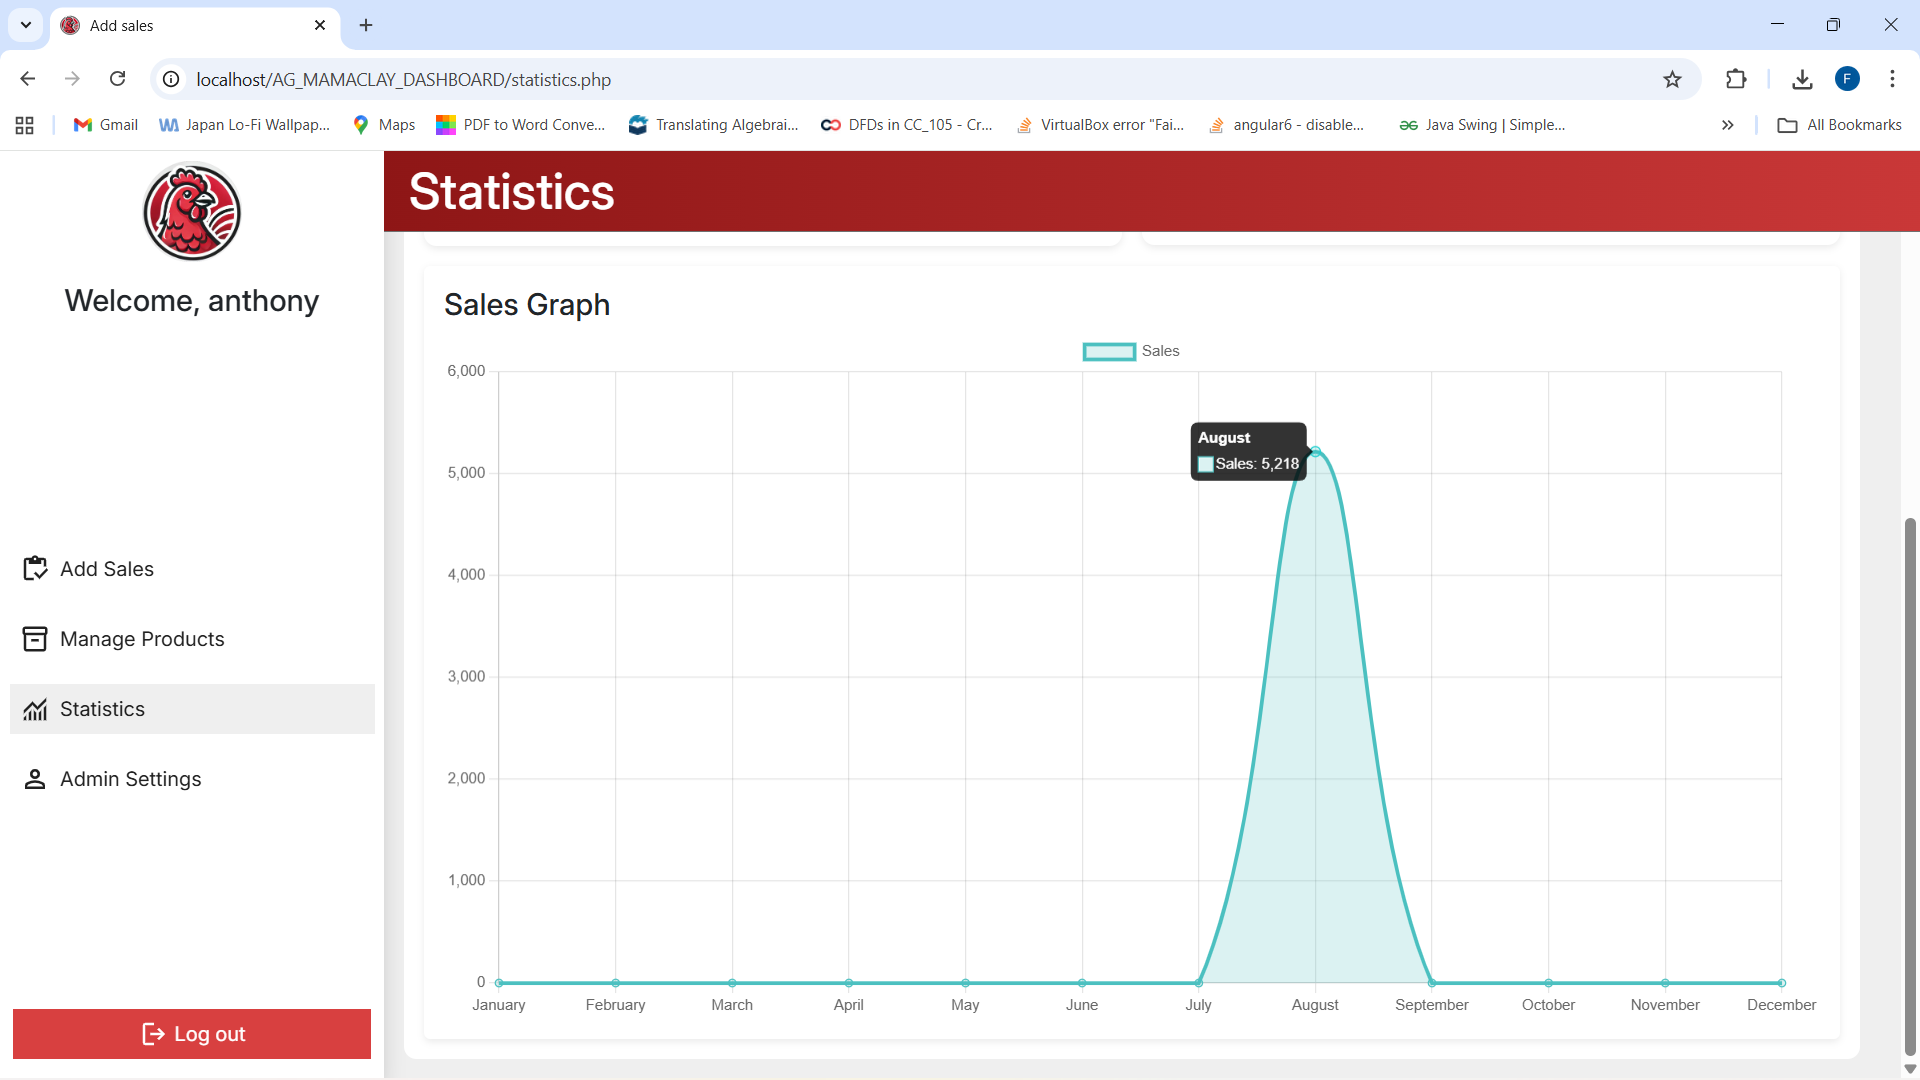 Add sales
localhost/AG_MAMACLAY_DASHBOARD/statistics.php
F
Gmail
Japan Lo-Fi Wallpap...
Maps
PDF to Word Conve...
Translating Algebrai...
DFDs in CC_105 - Cr...
VirtualBox error "Fai...
angular6 - disable...
Java Swing | Simple...
All Bookmarks
Welcome, anthony
Add Sales
Manage Products
Statistics
Admin Settings
Log out
Statistics
Sales Graph
Sales
6,000
5,000
4,000
3,000
2,000
1,000
0
August
Sales: 5,218
January February March April May June July August September October November December